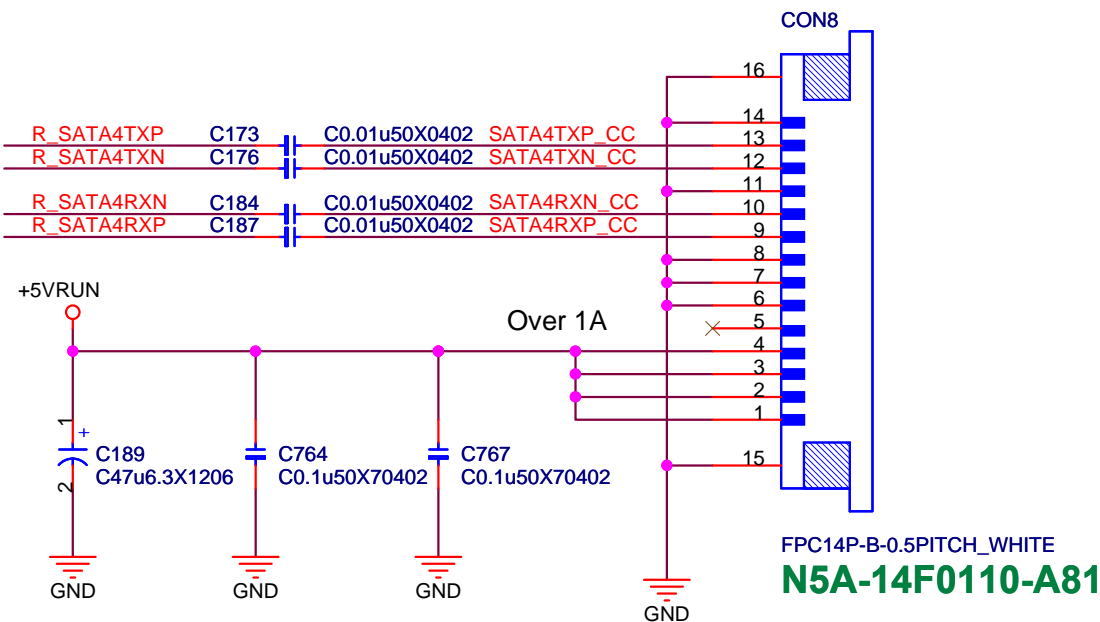 CON8
16
14
R_SATA4TXP C173 C0.01u50X0402 SATA4TXP_CC 13
R_SATA4TXN C176 C0.01u50X0402 SATA4TXN_CC 12
11
R_SATA4RXN C184 C0.01u50X0402 SATA4RXN_CC 10
R_SATA4RXP C187 C0.01u50X0402 SATA4RXP_CC 9
8
7
+5VRUN
6
Over 1A 5
4
3
2
1
1
+
C189 C764 C767 15
C47u6.3X1206 C0.1u50X70402 C0.1u50X70402
2
FPC14P-B-0.5PITCH_WHITE
N5A-14F0110-A81
GND GND GND
GND